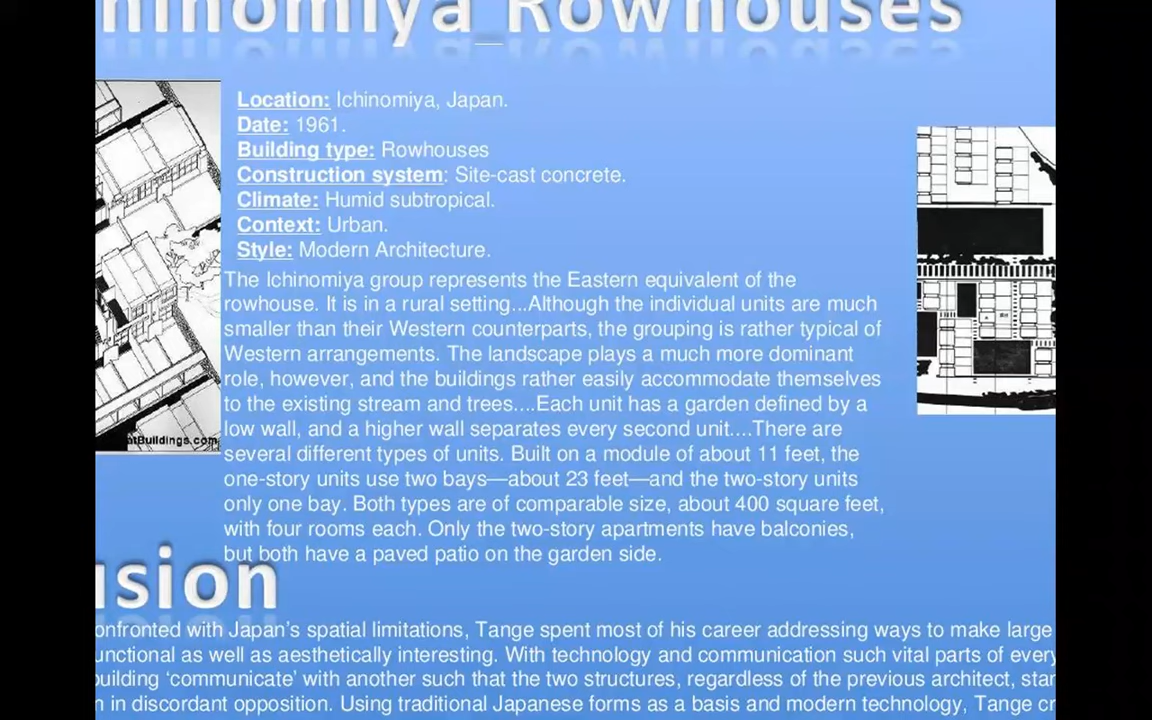 hinomiya_Rowhouses
Location: Ichinomiya, Japan.
Date: 1961.
Building type: Rowhouses
Construction system: Site-cast concrete.
Climate: Humid subtropical.
Context: Urban.
Style: Modern Architecture.
The Ichinomiya group represents the Eastern equivalent of the
rowhouse. It is in a rural setting...Although the individual units are much
smaller than their Western counterparts, the grouping is rather typical of
Western arrangements. The landscape plays a much more dominant
role, however, and the buildings rather easily accommodate themselves
to the existing stream and trees....Each unit has a garden defined by a
low wall, and a higher wall separates every second unit....There are
several different types of units. Built on a module of about 11 feet, the
one-story units use two bays—about 23 feet—and the two-story units
only one bay. Both types are of comparable size, about 400 square feet,
with four rooms each. Only the two-story apartments have balconies,
but both have a paved patio on the garden side.
atBuildings.com
usion
onfronted with Japan's spatial limitations, Tange spent most of his career addressing ways to make large
unctional as well as aesthetically interesting. With technology and communication such vital parts of every
building ‘communicate’ with another such that the two structures, regardless of the previous architect, star
n in discordant opposition. Using traditional Japanese forms as a basis and modern technology, Tange cr